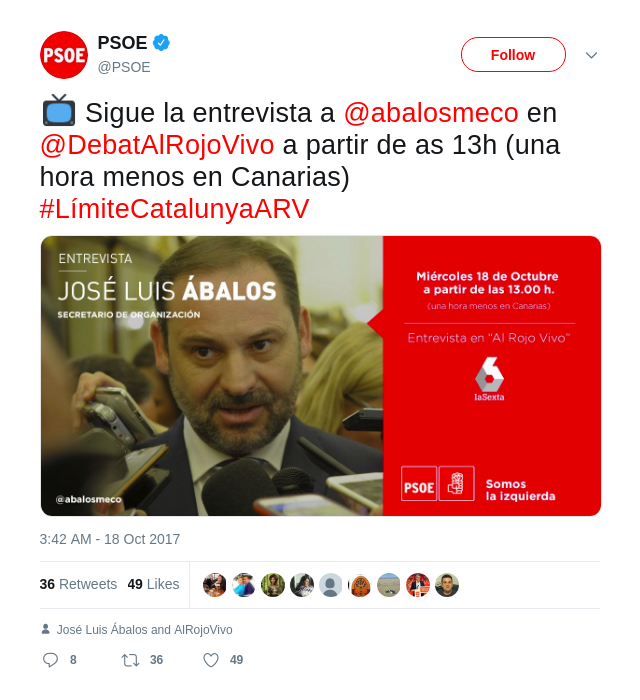 PSOE
PSOE
@PSOE
Follow
Sigue la entrevista a @abalosmeco en
@DebatAlRojoVivo a partir de as 13h (una
hora menos en Canarias)
#LímiteCatalunyaARV
ENTREVISTA
JOSÉ LUIS ÁBALOS
SECRETARIO DE ORGANIZACIÓN
@abalosmeco
Miércoles 18 de Octubre
a partir de las 13.00 h.
(una hora menos en Canarias)
Entrevista en "Al Rojo Vivo"
laSexta
PSOE
Somos
la izquierda
3:42 AM - 18 Oct 2017
36 Retweets 49 Likes
José Luis Ábalos and AlRojoVivo
8 36 49